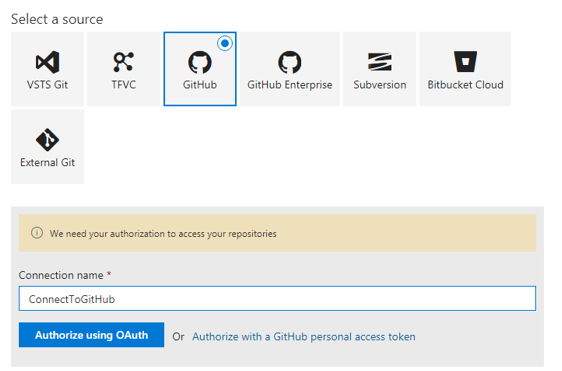 Select a source
VSTS Git
TFVC
GitHub
GitHub Enterprise
Subversion
Bitbucket Cloud
External Git
We need your authorization to access your repositories
Connection name *
ConnectToGitHub
Authorize using OAuth Or Authorize with a GitHub personal access token